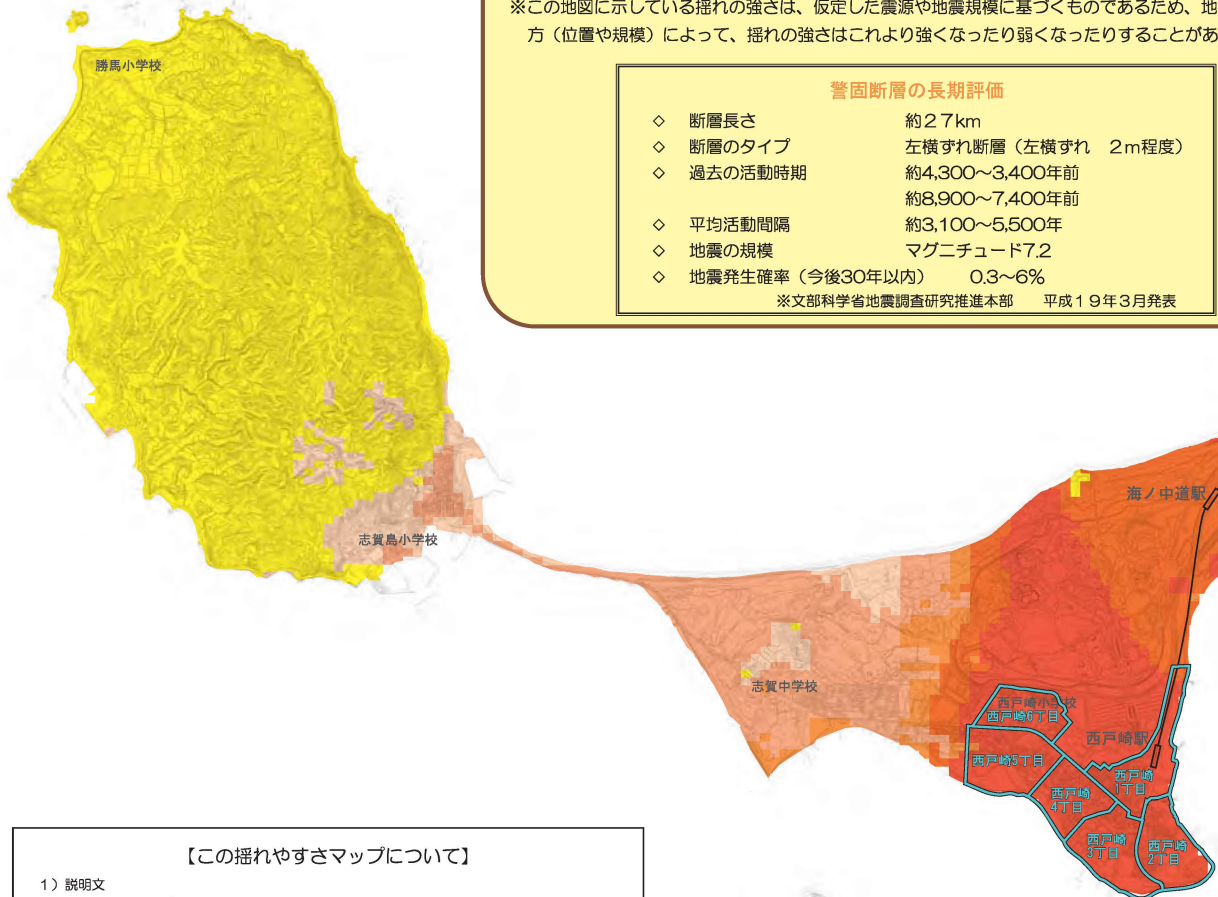 ※この地図に示している揺れの強さは、仮定した震源や地震規模に基づくものであるため、地
方（位置や規模）によって、揺れの強さはこれより強くなったり弱くなったりすることがあ
警固断層の長期評価
◇ 断層長さ 約27km
◇ 断層のタイプ 左横ずれ断層（左横ずれ 2m程度）
◇ 過去の活動時期 約4,300～3,400年前
約8,900～7,400年前
◇ 平均活動間隔 約3,100～5,500年
◇ 地震の規模 マグニチュード7.2
◇ 地震発生確率（今後30年以内） 0.3～6%
※文部科学省地震調査研究推進本部 平成19年3月発表
勝馬小学校
志賀島小学校
海ノ中道駅
志賀中学校
西戸崎小学校
西戸崎6丁目
西戸崎駅
西戸崎5丁目
西戸崎
1丁目
西戸崎
4丁目
西戸崎
3丁目
西戸崎
2丁目
【この揺れやすさマップについて】
1）説明文